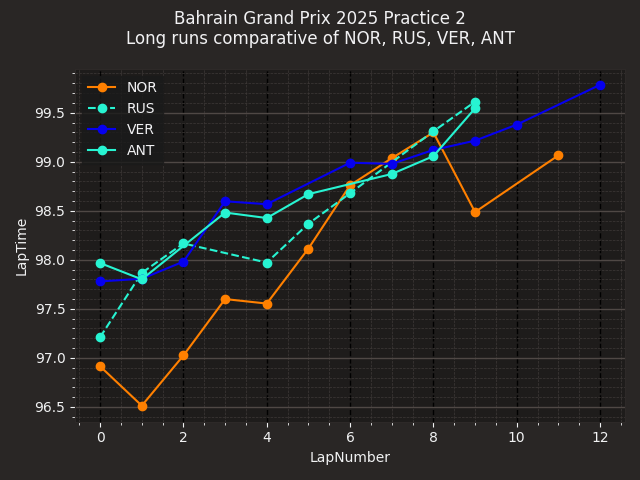 Bahrain Grand Prix 2025 Practice 2
Long runs comparative of NOR, RUS, VER, ANT
NOR
RUS
VER
ANT
99.5
99.0
98.5
98.0
97.5
97.0
96.5
LapTime
0 2 4 6 8 10 12
LapNumber